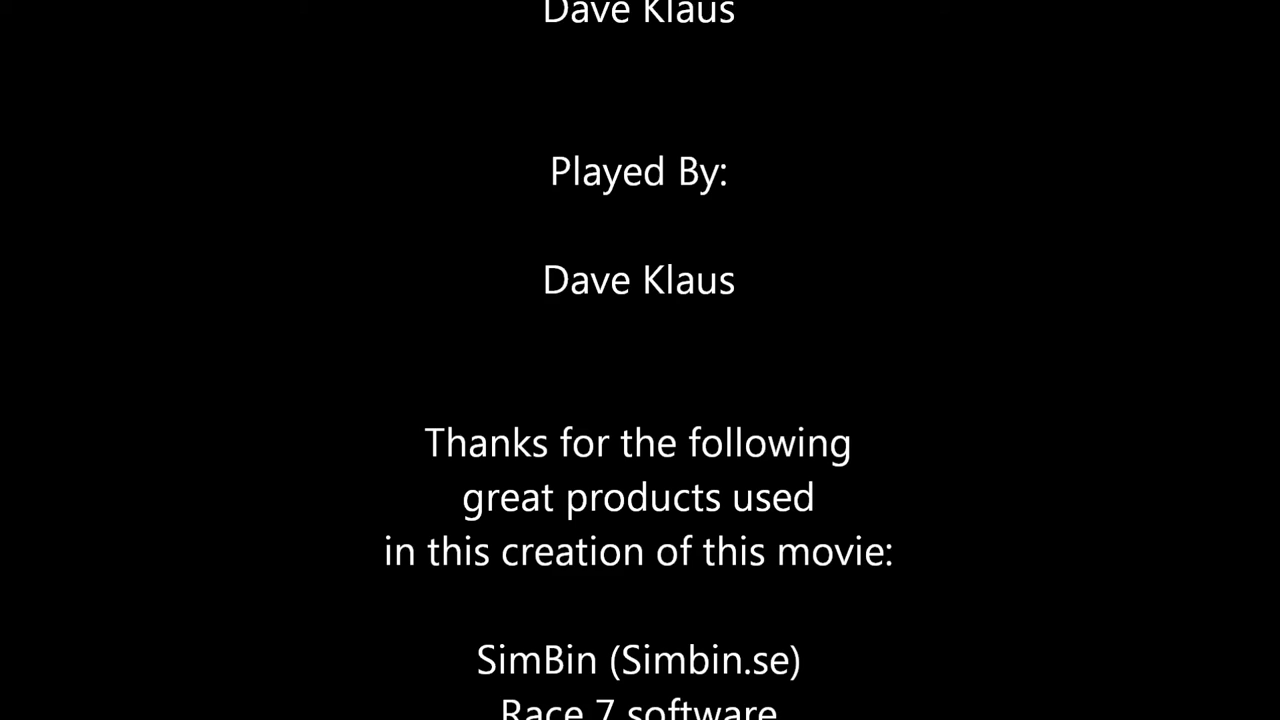 Dave Klaus
Played By:
Dave Klaus
Thanks for the following
great products used
in this creation of this movie:
SimBin (Simbin.se)
Race 7 software